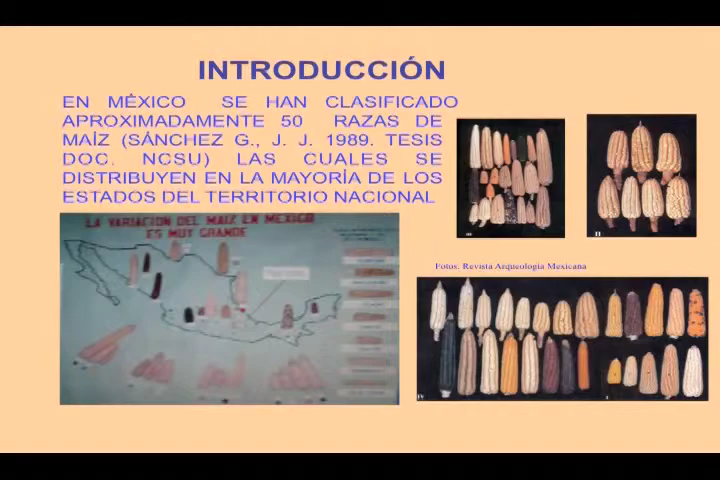 INTRODUCCIÓN
EN MÉXICO SE HAN CLASIFICADO
APROXIMADAMENTE 50 RAZAS DE
MAÍZ (SÁNCHEZ G., J. J. 1989. TESIS
DOC. NCSU) LAS CUALES SE
DISTRIBUYEN EN LA MAYORÍA DE LOS
ESTADOS DEL TERRITORIO NACIONAL
LA VARIACION DEL MAIZ EN MEXICO
ES MUY GRANDE
Fotos: Revista Arqueología Mexicana